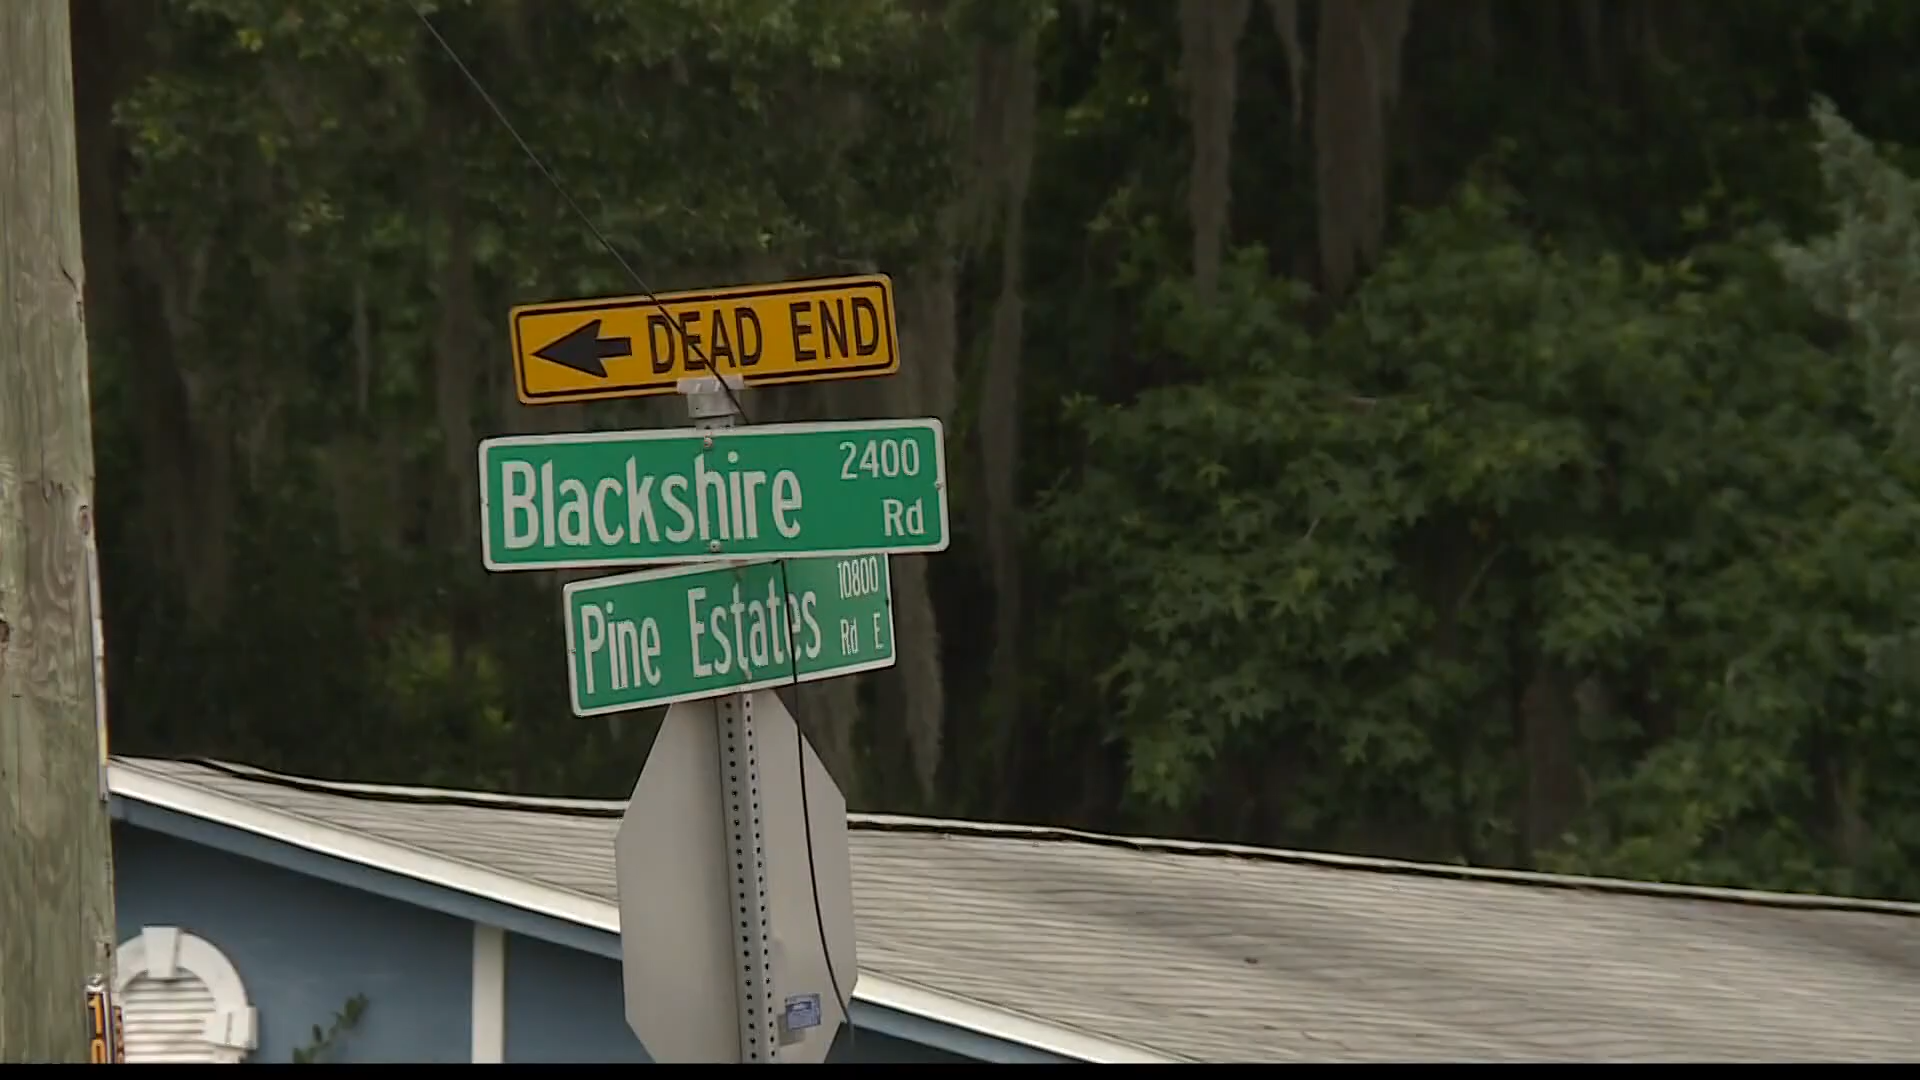 DEAD END
Blackshire 2400
Rd
Pine Estates 10800
Rd E